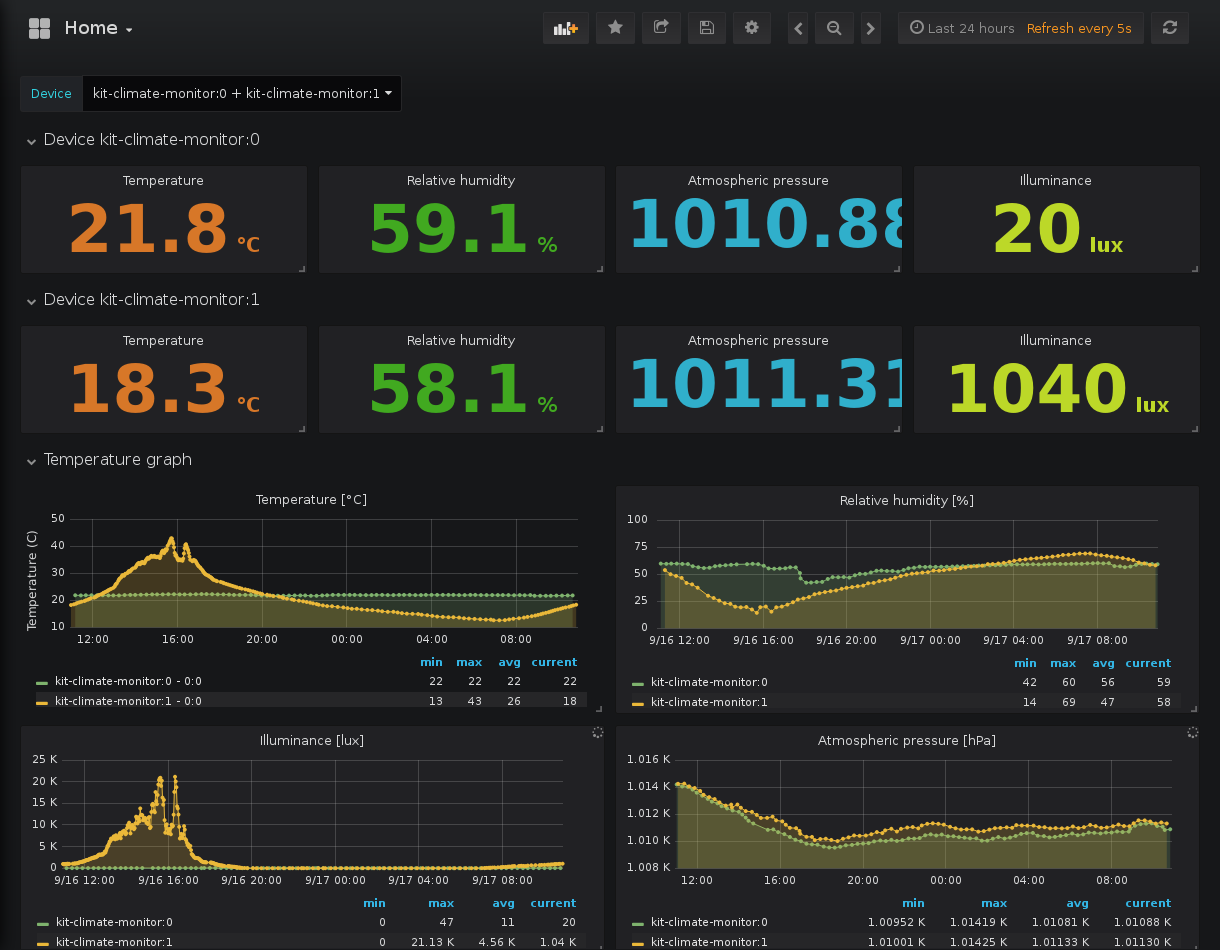 Home
Last 24 hours Refresh every 5s
Device kit-climate-monitor:0 + kit-climate-monitor:1
Device kit-climate-monitor:0
Temperature Relative humidity Atmospheric pressure Illuminance
21.8 °C 59.1 % 1010.88 20 lux
Device kit-climate-monitor:1
Temperature Relative humidity Atmospheric pressure Illuminance
18.3 °C 58.1 % 1011.31 1040 lux
Temperature graph
Temperature [°C]
Temperature (C)
50
40
30
20
10
12:00 16:00 20:00 00:00 04:00 08:00
min max avg current
kit-climate-monitor:0 - 0:0 22 22 22 22
kit-climate-monitor:1 - 0:0 13 43 26 18
Relative humidity [%]
100
75
50
25
0
9/16 12:00 9/16 16:00 9/16 20:00 9/17 00:00 9/17 04:00 9/17 08:00
min max avg current
kit-climate-monitor:0 42 60 56 59
kit-climate-monitor:1 14 69 47 58
Illuminance [lux]
25 K
20 K
15 K
10 K
5 K
0
9/16 12:00 9/16 16:00 9/16 20:00 9/17 00:00 9/17 04:00 9/17 08:00
min max avg current
kit-climate-monitor:0 0 47 11 20
kit-climate-monitor:1 0 21.13 K 4.56 K 1.04 K
Atmospheric pressure [hPa]
1.016 K
1.014 K
1.012 K
1.010 K
1.008 K
12:00 16:00 20:00 00:00 04:00 08:00
min max avg current
kit-climate-monitor:0 1.00952 K 1.01419 K 1.01081 K 1.01088 K
kit-climate-monitor:1 1.01001 K 1.01425 K 1.01133 K 1.01130 K